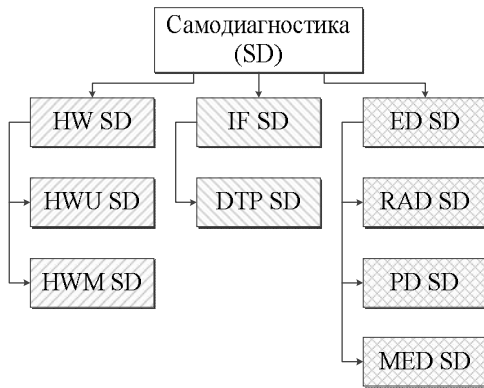 Самодиагностика
(SD)
HW SD
IF SD
ED SD
HWU SD
DTP SD
RAD SD
HWM SD
PD SD
MED SD